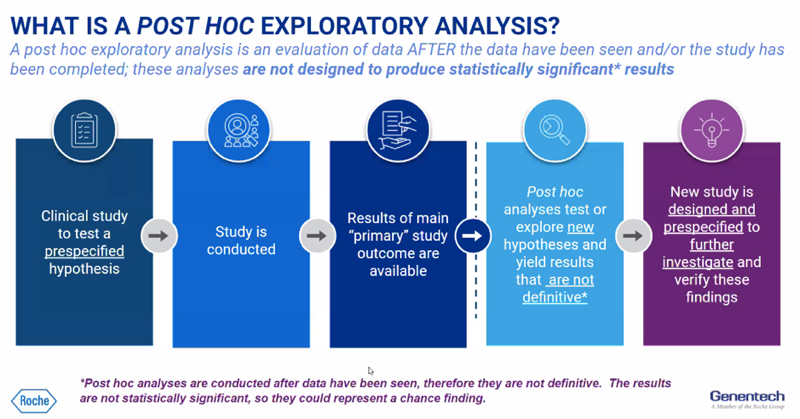 WHAT IS A POST HOC EXPLORATORY ANALYSIS?
A post hoc exploratory analysis is an evaluation of data AFTER the data have been seen and/or the study has
been completed; these analyses are not designed to produce statistically significant* results
Clinical study
to test a
prespecified
hypothesis
Study is
conducted
Results of main
"primary" study
outcome are
available
Post hoc
analyses test or
explore new
hypotheses and
yield results
that are not
definitive*
New study is
designed and
prespecified to
further
investigate and
verify these
findings
*Post hoc analyses are conducted after data have been seen, therefore they are not definitive. The results
are not statistically significant, so they could represent a chance finding.
Roche
Genentech
A Member of the Roche Group